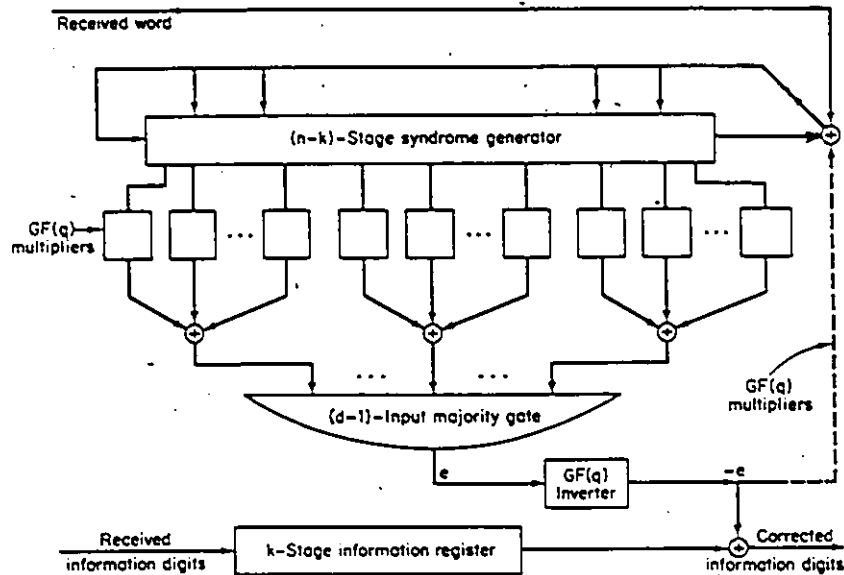 Received word
(n-k)-Stage syndrome generator
GF(q)
multipliers
...
...
...
...
...
GF(q)
multipliers
(d-1)-Input majority gate
e
GF(q)
Inverter
-e
Received
information digits
k-Stage information register
Corrected
information digits